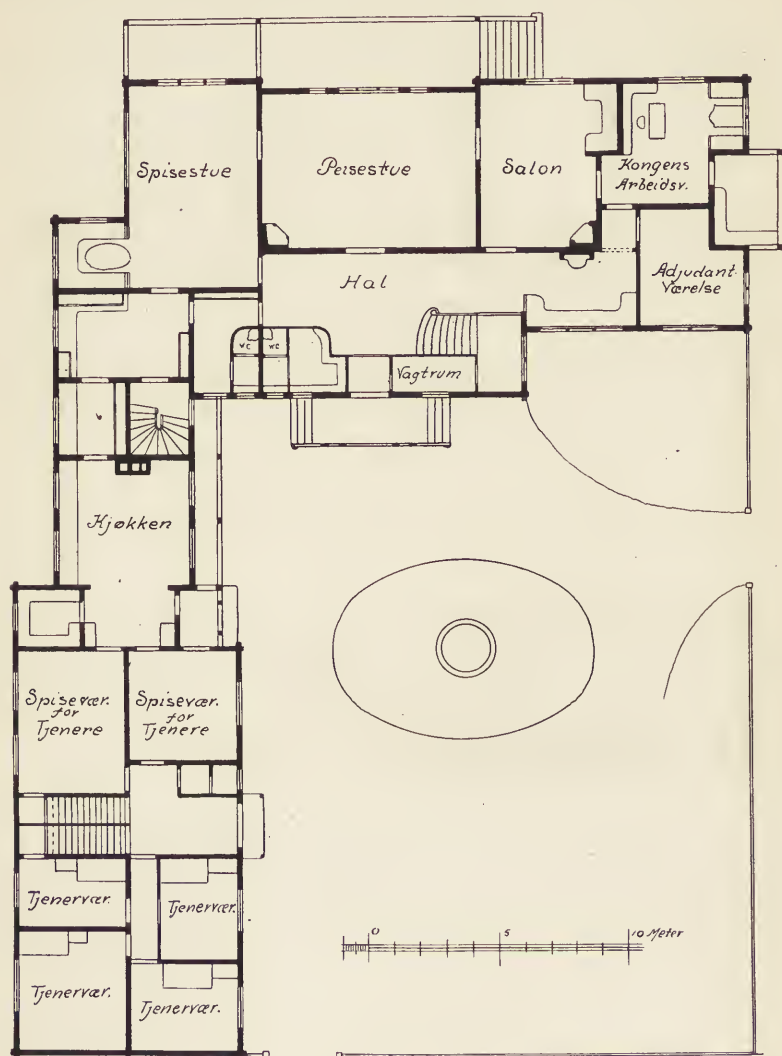 Spisestue
Peisestue
Salon
Kongens
Arbeidsv.
Hal
Adjudant
Værelse
WC
WC
Vagtrum
Kjøkken
Spisevær.
for
Tjenere
Spisevær.
for
Tjenere
Tjenervær.
Tjenervær.
Tjenervær.
Tjenervær.
0
5
10 Meter